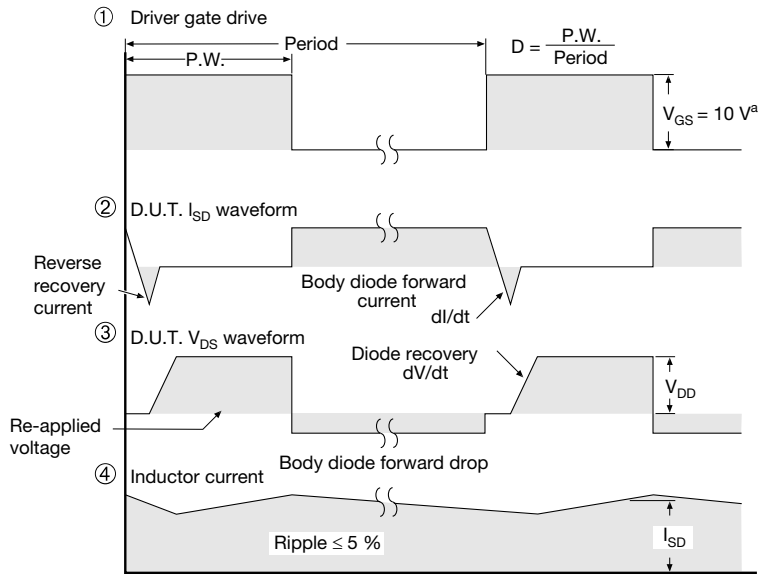 ① Driver gate drive
Period
P.W.
D = P.W. / Period
V_GS = 10 V^a
② D.U.T. I_SD waveform
Reverse
recovery
current
Body diode forward
current
dI/dt
③ D.U.T. V_DS waveform
Diode recovery
dV/dt
V_DD
Re-applied
voltage
Body diode forward drop
④ Inductor current
Ripple ≤ 5 %
I_SD